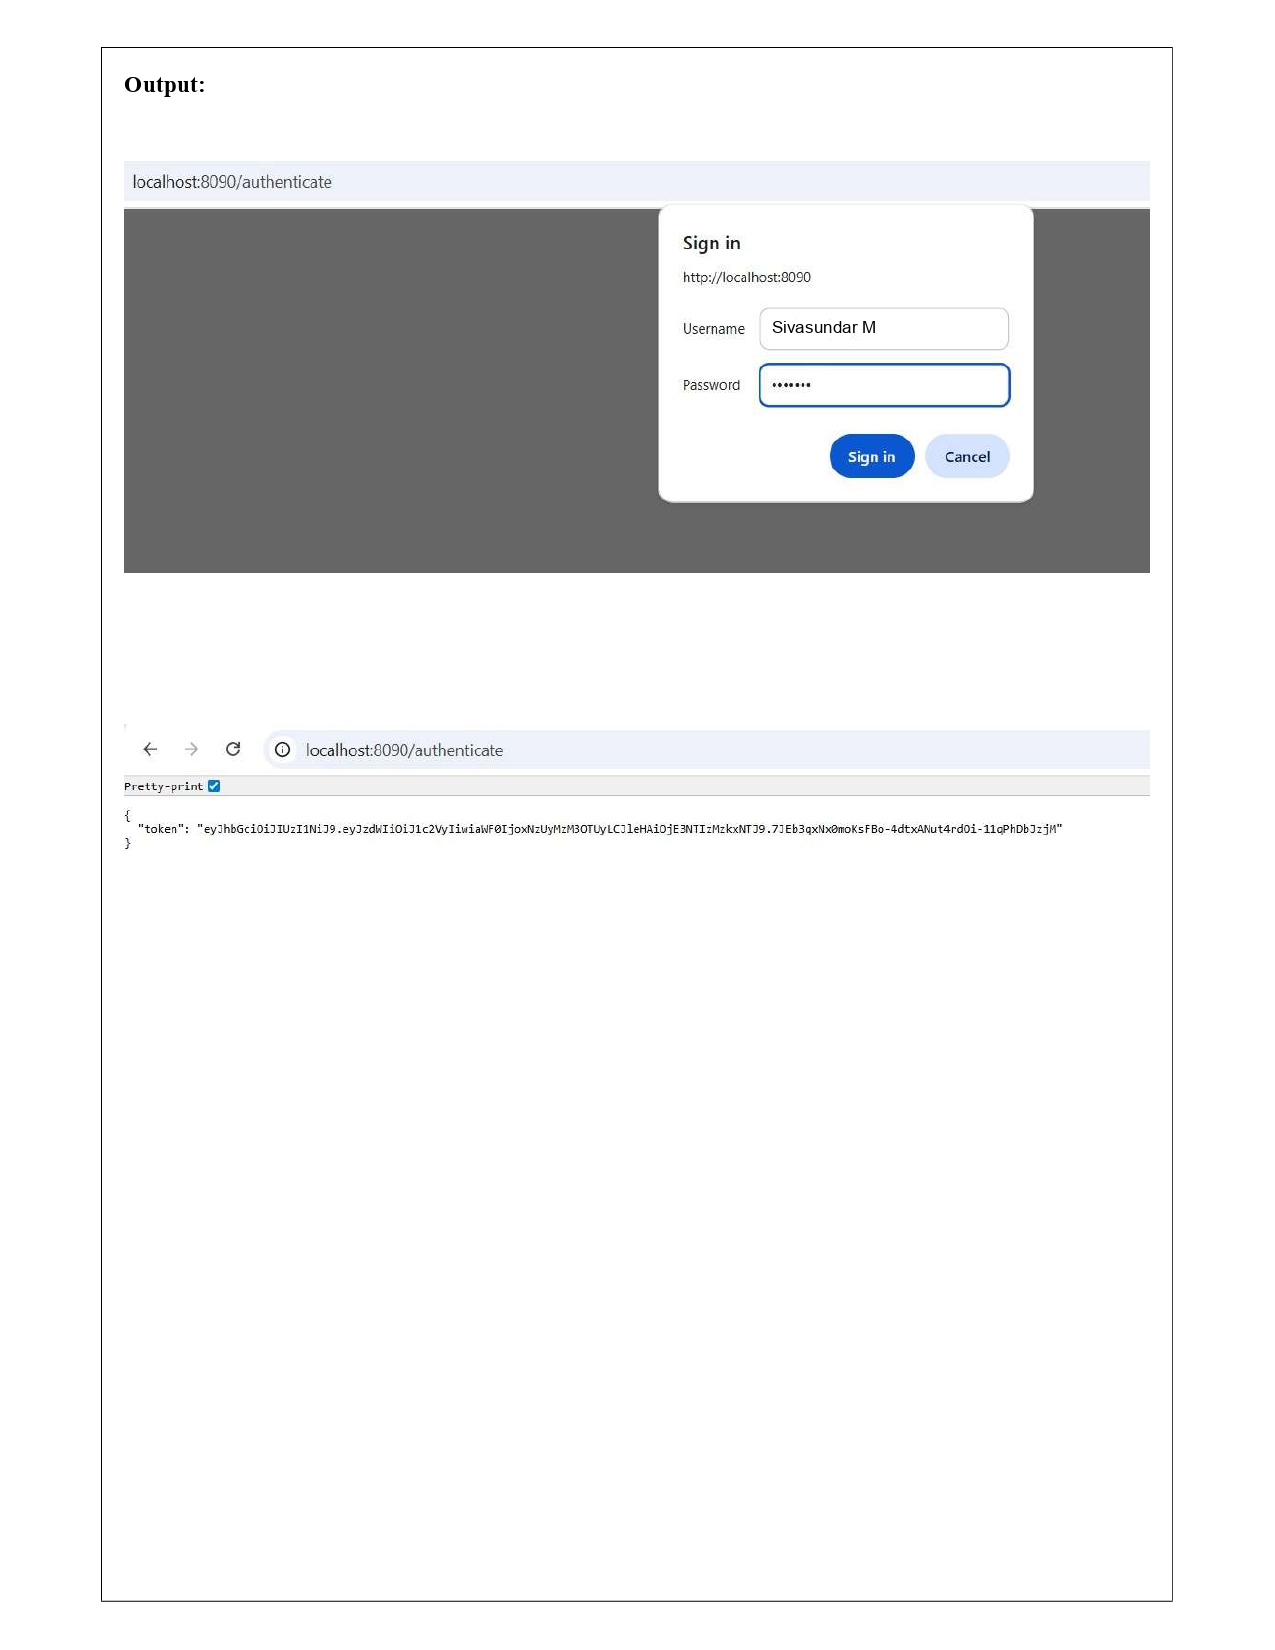 Output:
localhost:8090/authenticate
Sign in
http://localhost:8090
Username Sivasundar M
Password •••••••
Sign in Cancel
localhost:8090/authenticate
Pretty-print
{
"token": "eyJhbGciOiJIUzI1NiJ9.eyJzdWIiOiJ1c2VyIiwiaWF0IjoxNzUyMzM3OTUyLCJleHAiOjE3NTIzMzkxNTJ9.7JEb3qxNx0moKsFBo-4dtxANut4rdOi-11qPhDbJzjM"
}